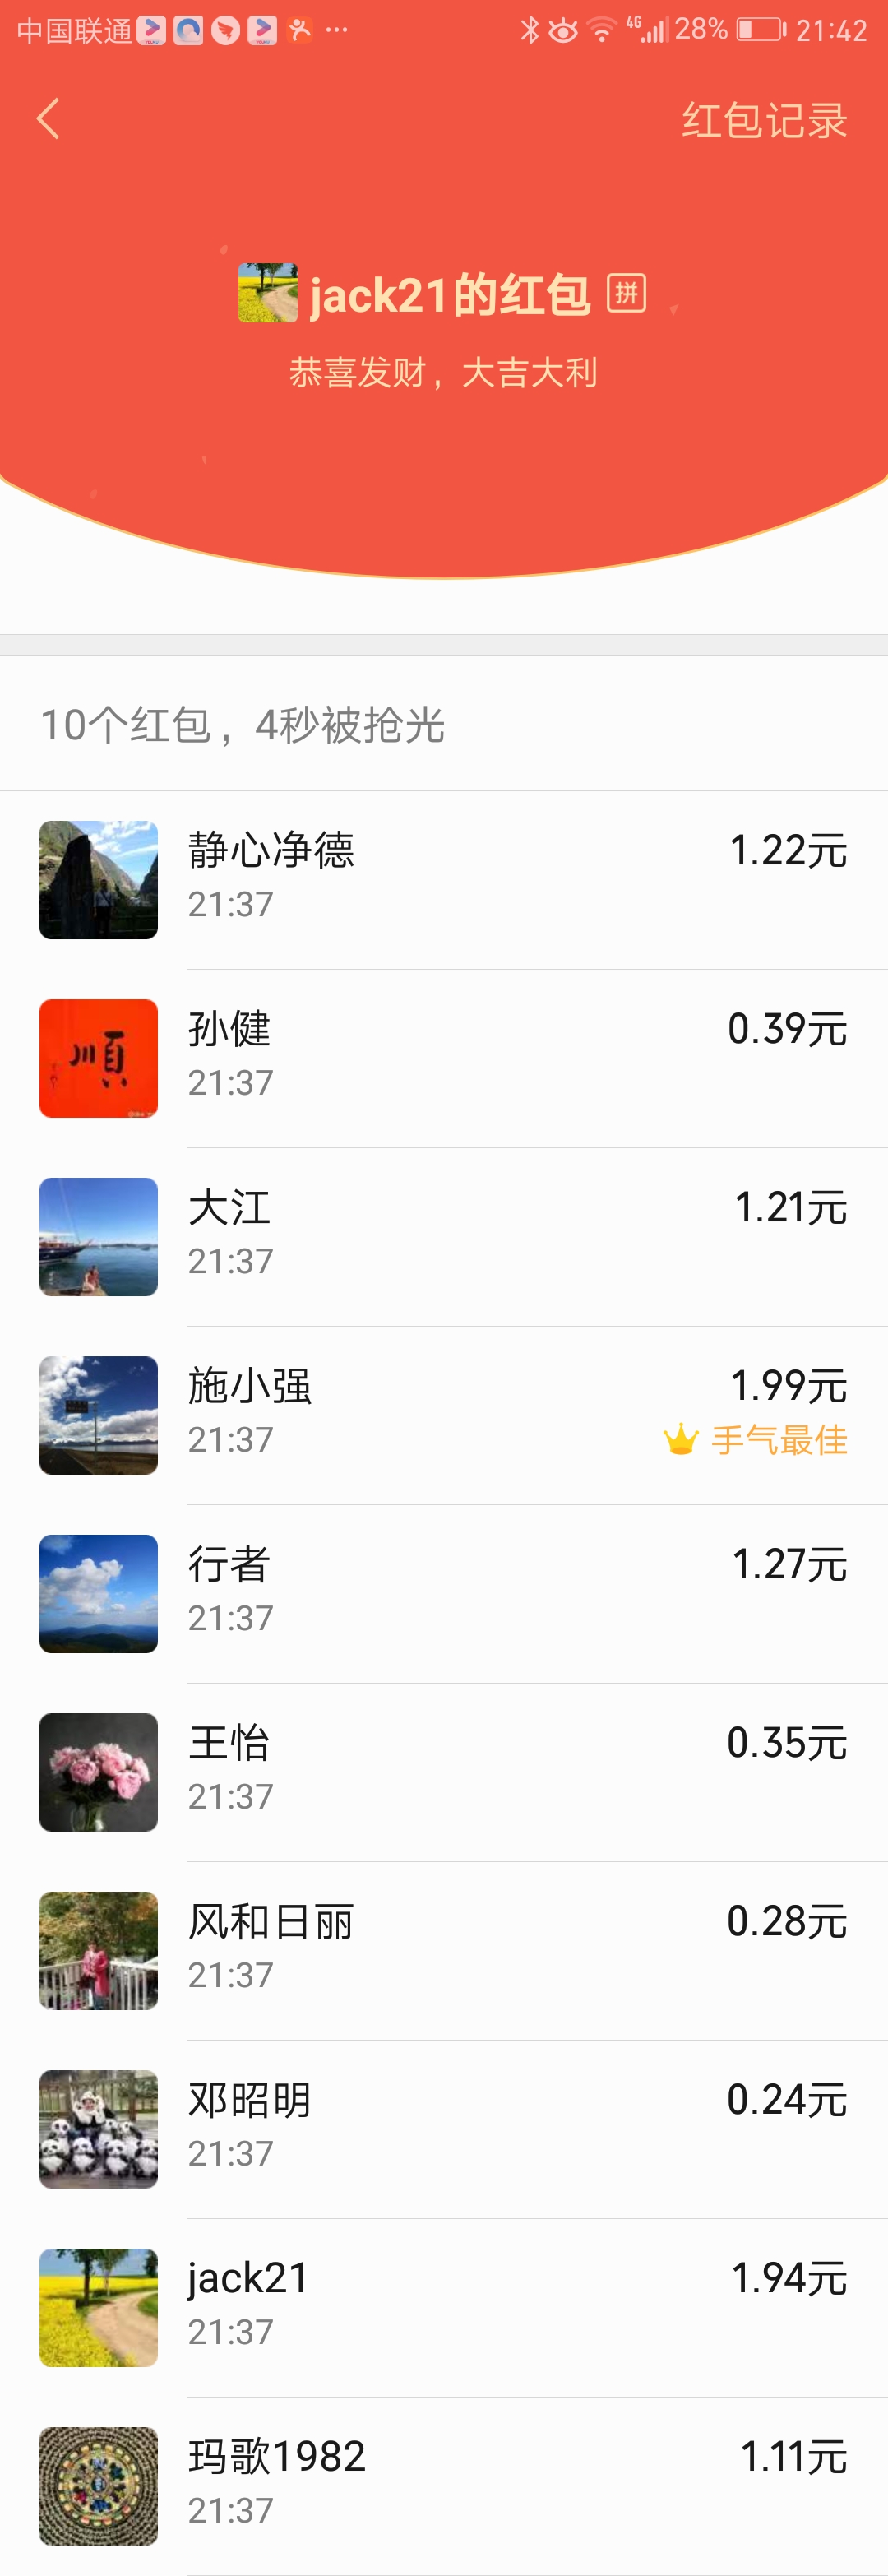 中国联通 4G 28% 21:42
红包记录
jack21的红包 拼
恭喜发财，大吉大利
10个红包，4秒被抢光
静心净德 1.22元
21:37
顺
孙健 0.39元
21:37
大江 1.21元
21:37
施小强 1.99元
21:37 手气最佳
行者 1.27元
21:37
王怡 0.35元
21:37
风和日丽 0.28元
21:37
邓昭明 0.24元
21:37
jack21 1.94元
21:37
玛歌1982 1.11元
21:37